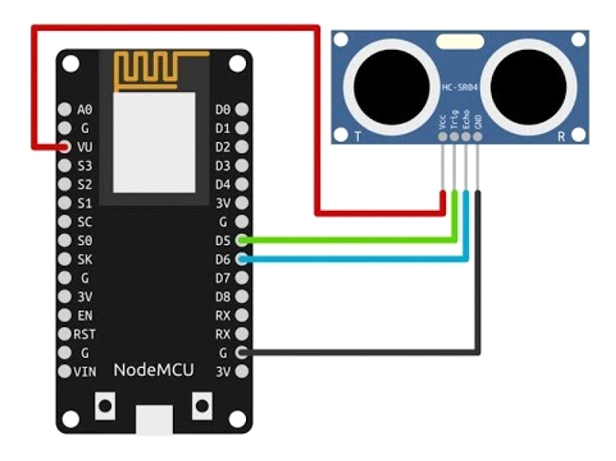 A0 D0
G D1
VU D2
S3 D3
S2 D4
S1 3V
SC G
S0 D5
SK D6
G D7
3V D8
EN RX
RST RX
G G
VIN 3V
NodeMCU
HC-SR04
Vcc
Trig
Echo
GND
T R